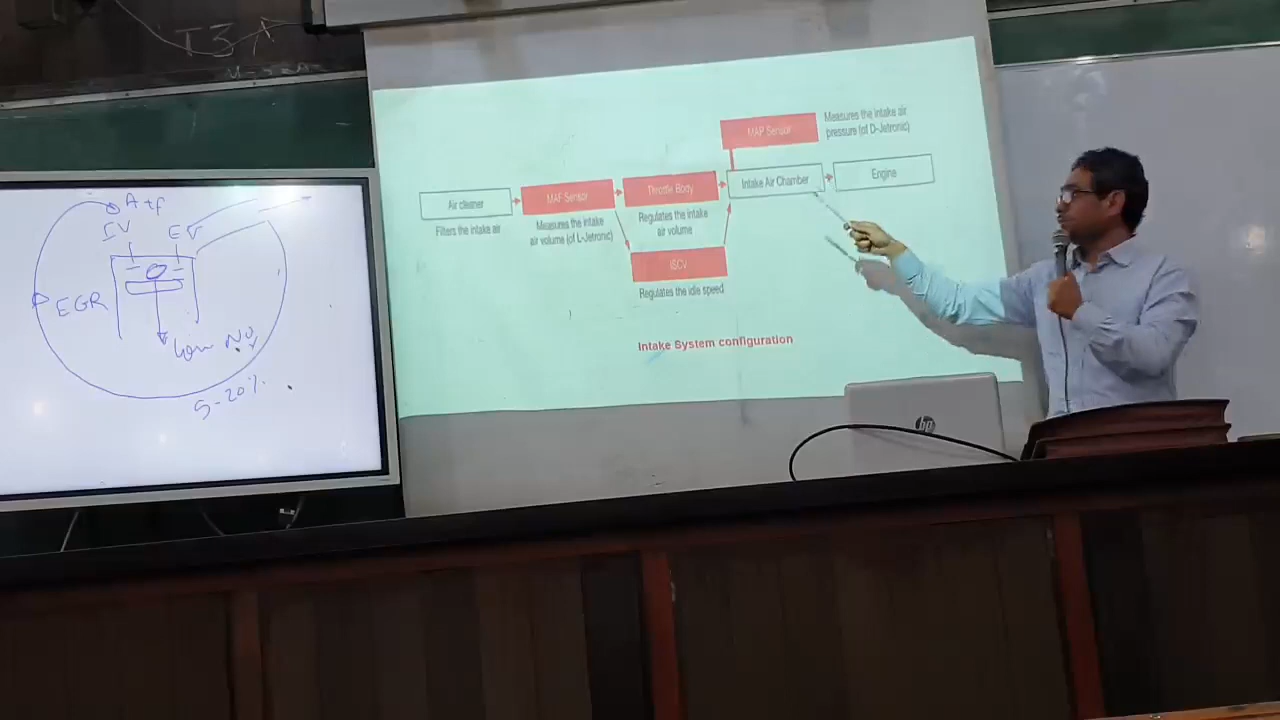 T3
A+f
IV EV
EGR
low NOx
5-20%
MAP Sensor
Measures the intake air
pressure (of D-Jetronic)
Air cleaner
Filters the intake air
MAF Sensor
Measures the intake
air volume (of L-Jetronic)
Throttle Body
Regulates the intake
air volume
Intake Air Chamber
Engine
ISCV
Regulates the idle speed
Intake System configuration
hp